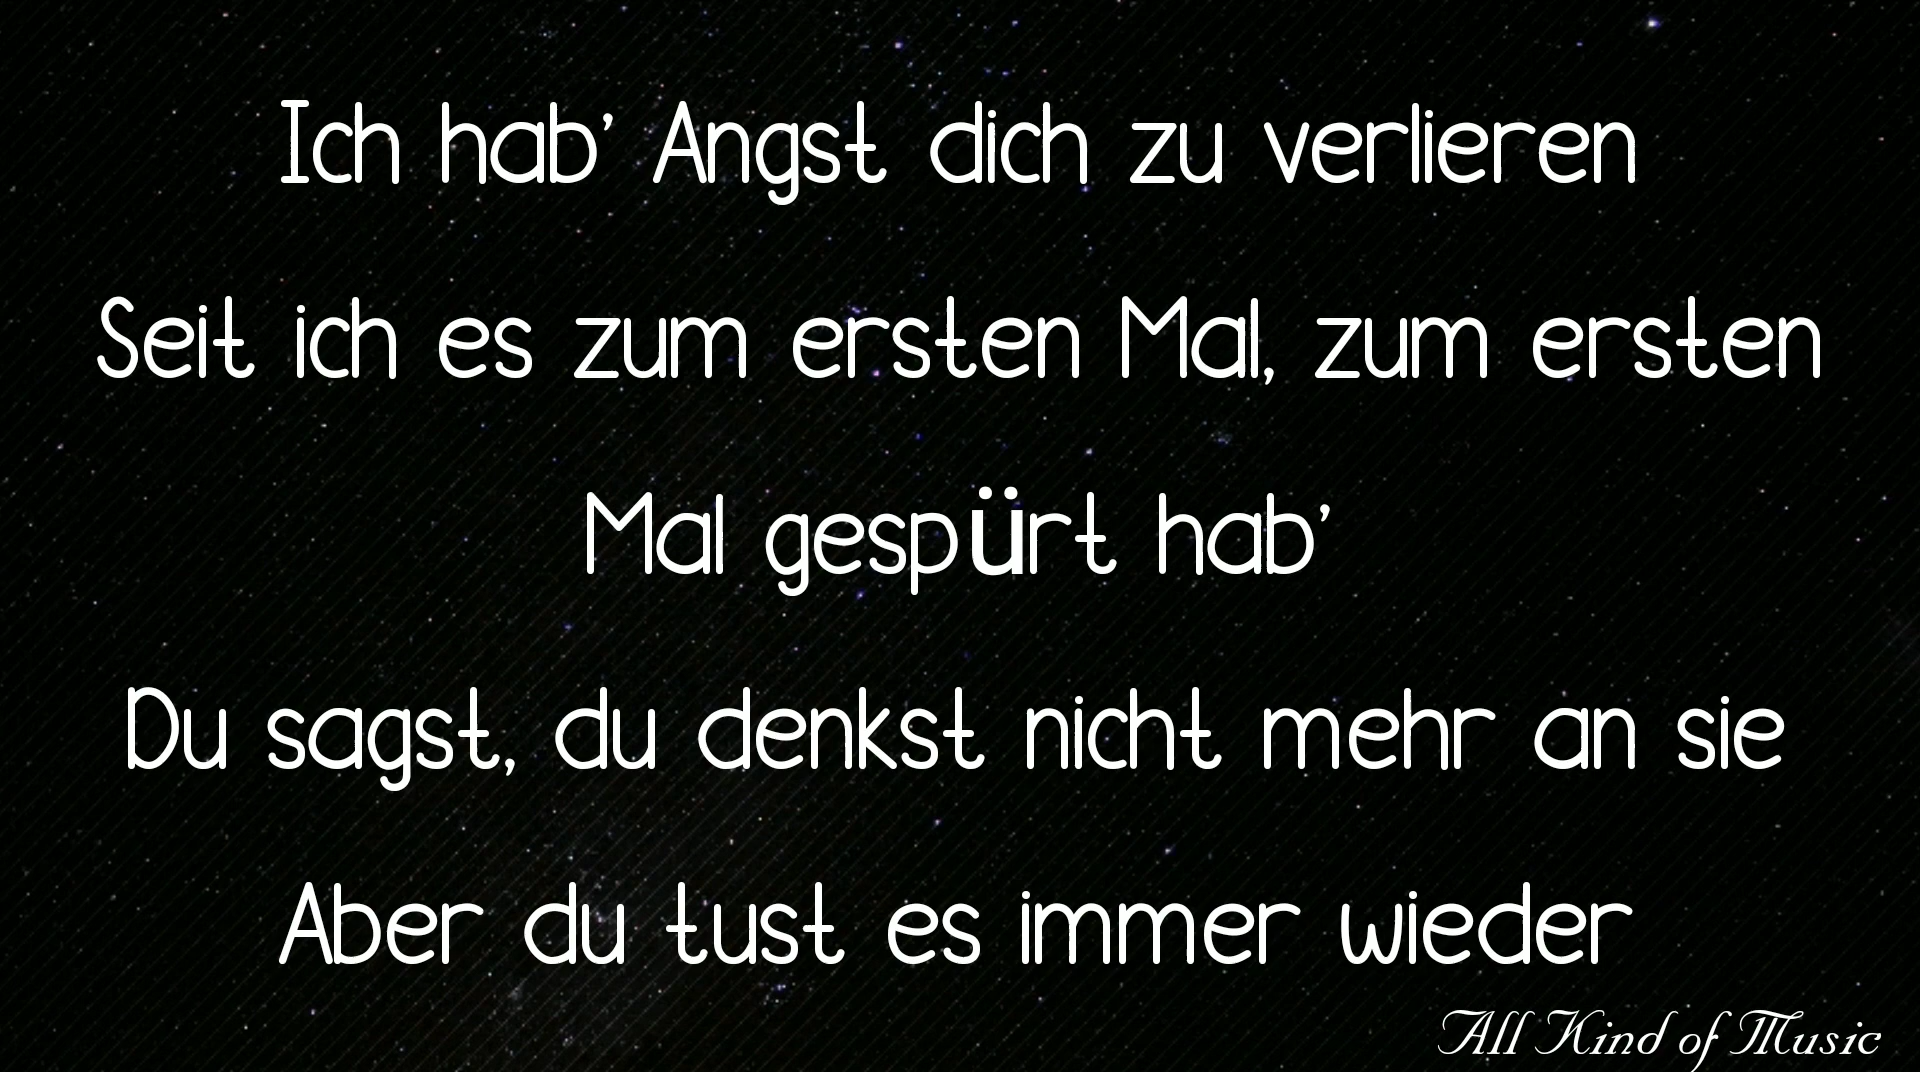 Ich hab' Angst dich zu verlieren
Seit ich es zum ersten Mal, zum ersten
Mal gespürt hab'
Du sagst, du denkst nicht mehr an sie
Aber du tust es immer wieder
All Kind of Music